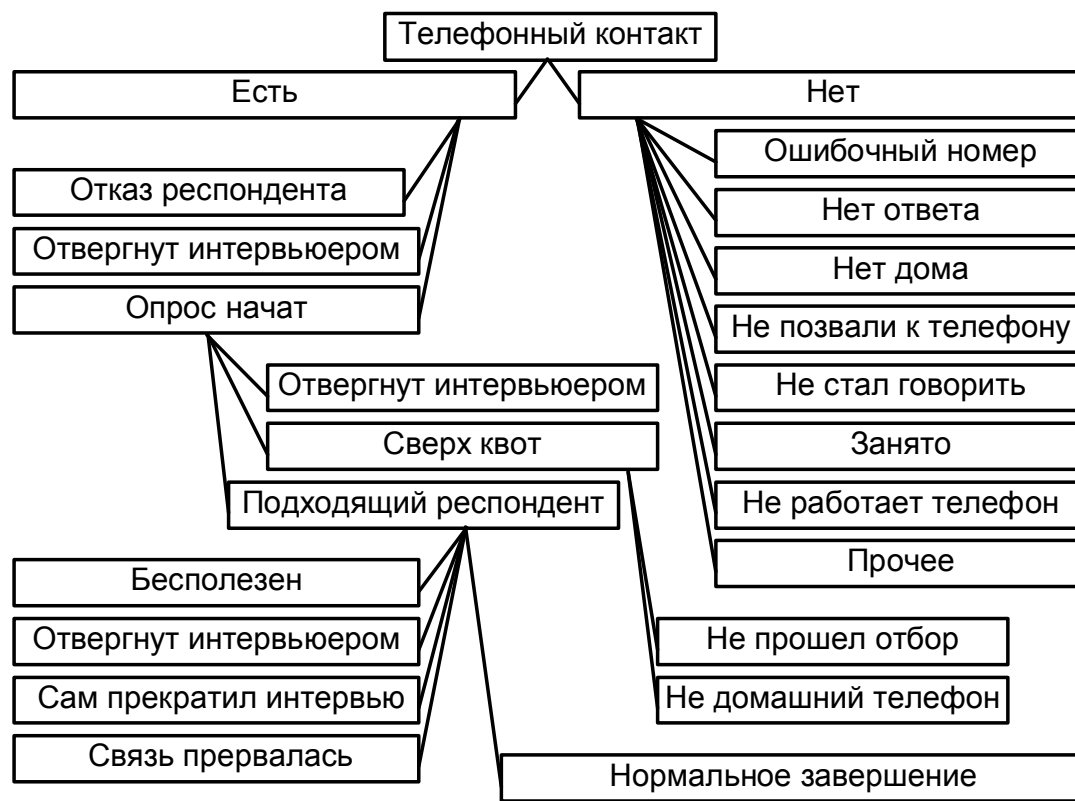 Телефонный контакт
Есть
Нет
Ошибочный номер
Отказ респондента
Нет ответа
Отвергнут интервьюером
Нет дома
Опрос начат
Не позвали к телефону
Отвергнут интервьюером
Не стал говорить
Сверх квот
Занято
Подходящий респондент
Не работает телефон
Прочее
Бесполезен
Отвергнут интервьюером
Не прошел отбор
Сам прекратил интервью
Не домашний телефон
Связь прервалась
Нормальное завершение